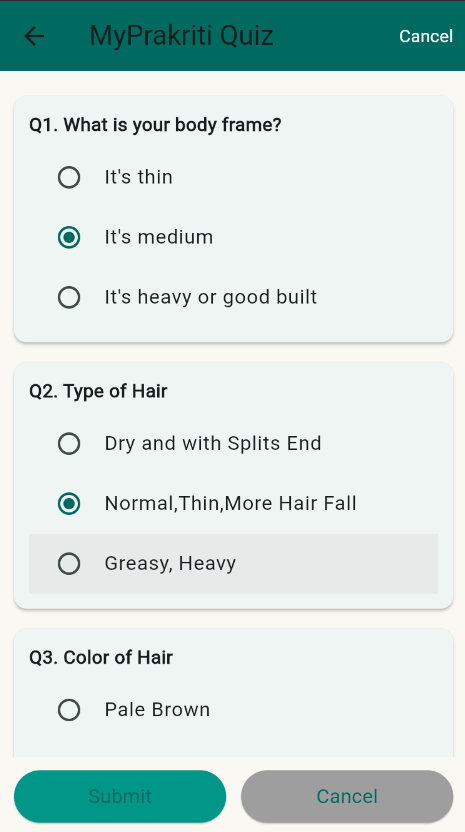 MyPrakriti Quiz
Cancel
Q1. What is your body frame?
It's thin
It's medium
It's heavy or good built
Q2. Type of Hair
Dry and with Splits End
Normal,Thin,More Hair Fall
Greasy, Heavy
Q3. Color of Hair
Pale Brown
Submit
Cancel